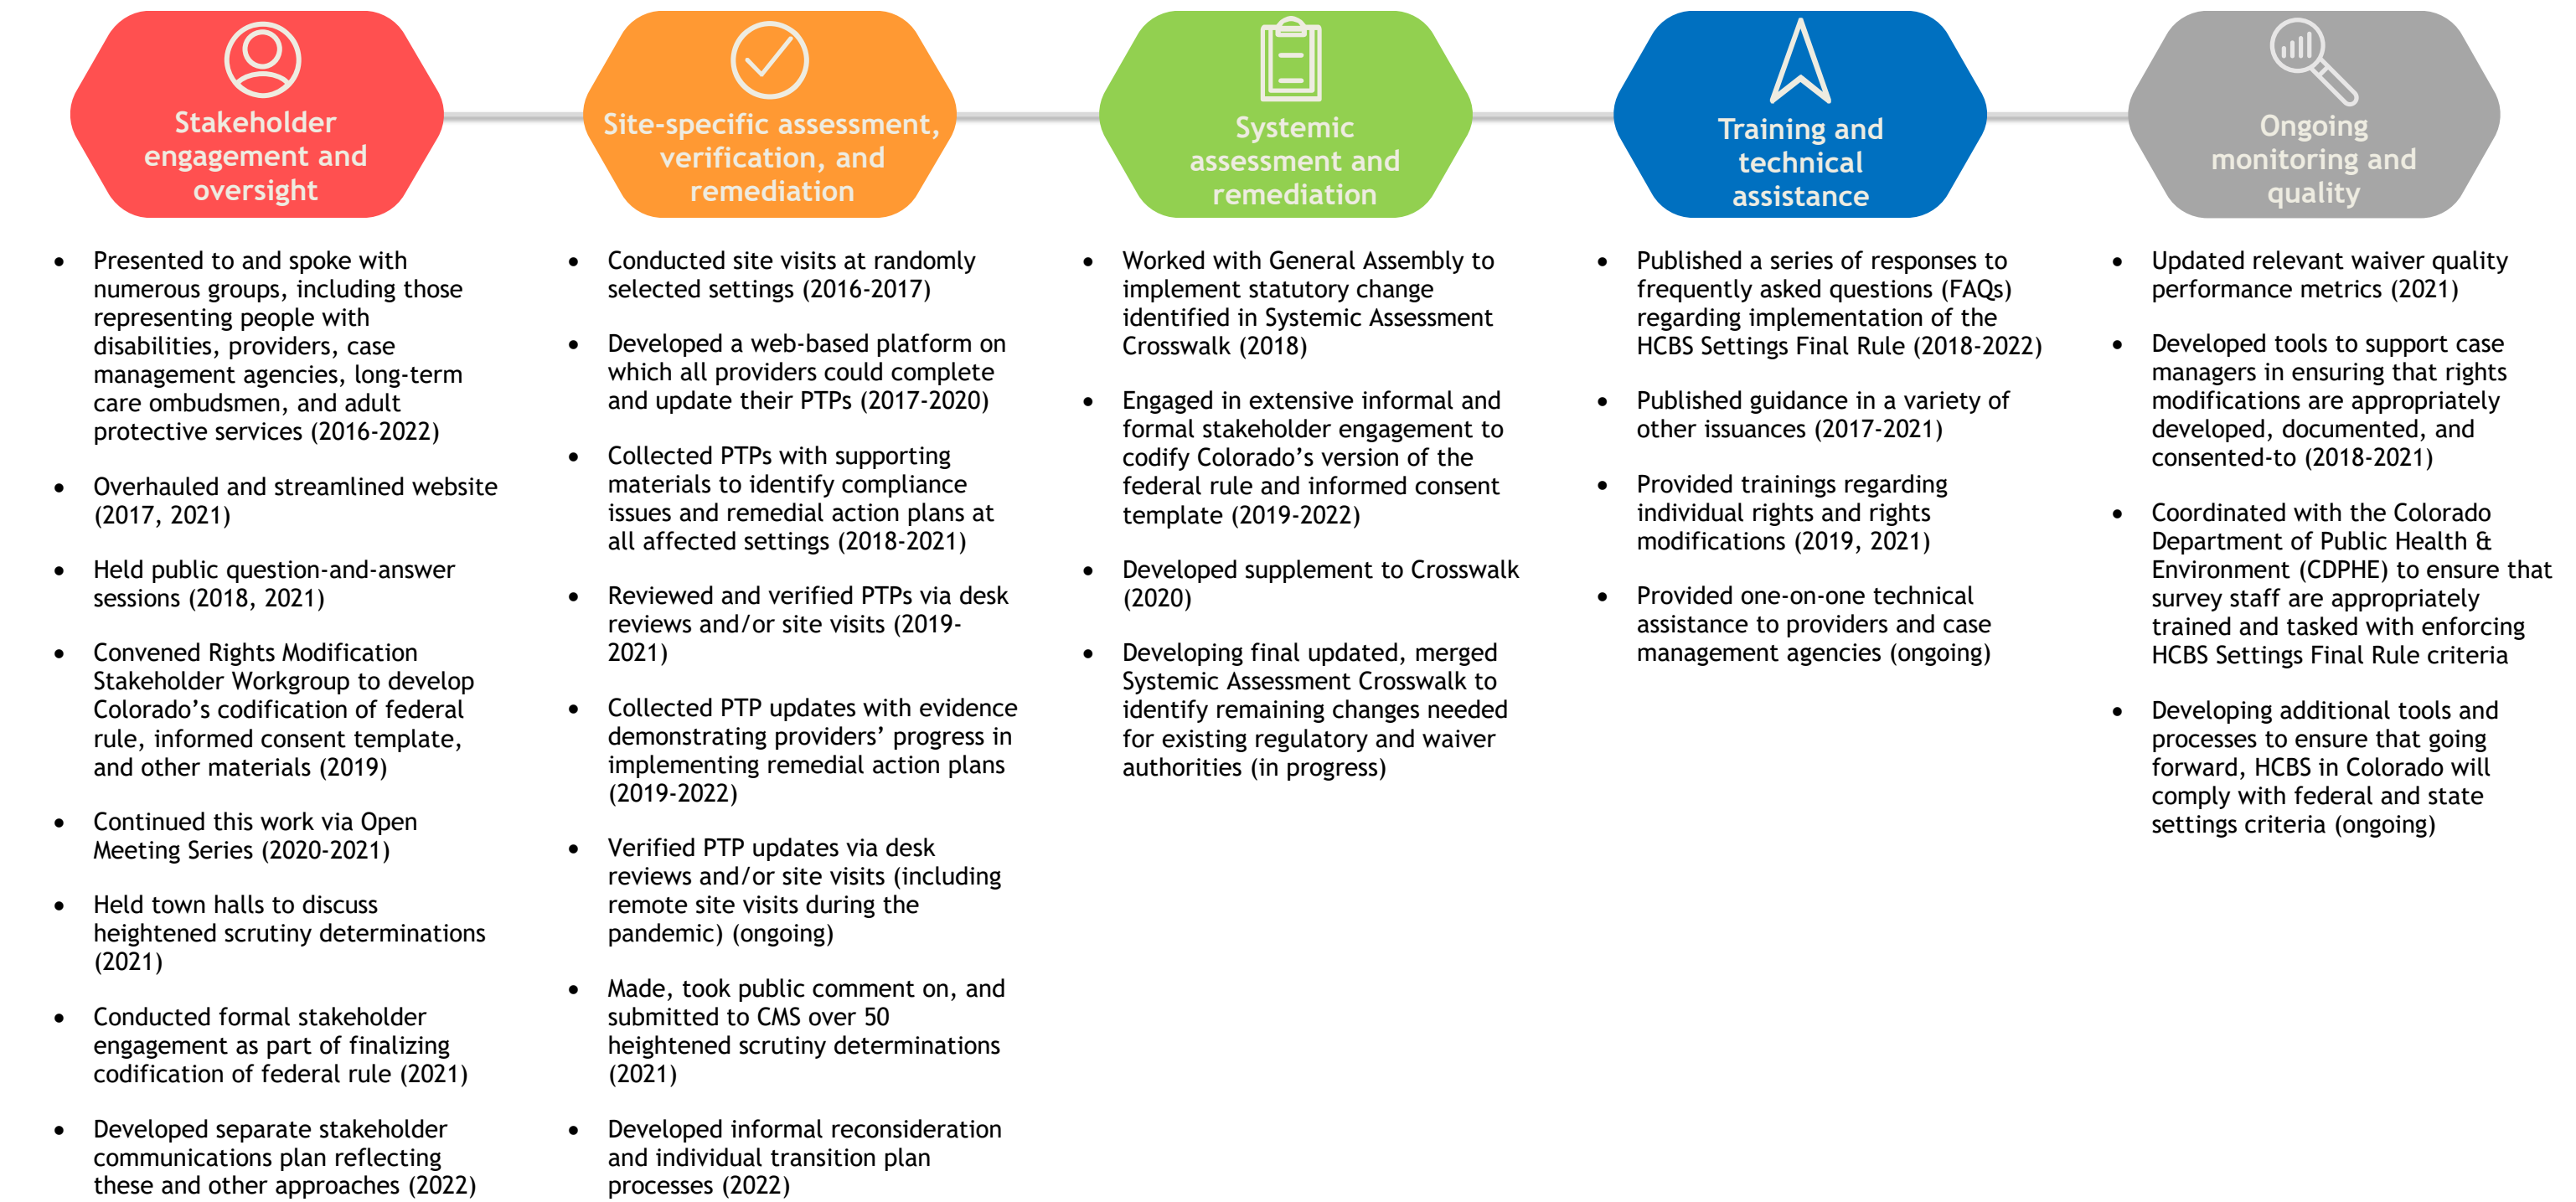 Stakeholder
engagement and
oversight
• Presented to and spoke with
numerous groups, including those
representing people with
disabilities, providers, case
management agencies, long-term
care ombudsmen, and adult
protective services (2016-2022)
• Overhauled and streamlined website
(2017, 2021)
• Held public question-and-answer
sessions (2018, 2021)
• Convened Rights Modification
Stakeholder Workgroup to develop
Colorado’s codification of federal
rule, informed consent template,
and other materials (2019)
• Continued this work via Open
Meeting Series (2020-2021)
• Held town halls to discuss
heightened scrutiny determinations
(2021)
• Conducted formal stakeholder
engagement as part of finalizing
codification of federal rule (2021)
• Developed separate stakeholder
communications plan reflecting
these and other approaches (2022)
Site-specific assessment,
verification, and
remediation
• Conducted site visits at randomly
selected settings (2016-2017)
• Developed a web-based platform on
which all providers could complete
and update their PTPs (2017-2020)
• Collected PTPs with supporting
materials to identify compliance
issues and remedial action plans at
all affected settings (2018-2021)
• Reviewed and verified PTPs via desk
reviews and/or site visits (2019-
2021)
• Collected PTP updates with evidence
demonstrating providers’ progress in
implementing remedial action plans
(2019-2022)
• Verified PTP updates via desk
reviews and/or site visits (including
remote site visits during the
pandemic) (ongoing)
• Made, took public comment on, and
submitted to CMS over 50
heightened scrutiny determinations
(2021)
• Developed informal reconsideration
and individual transition plan
processes (2022)
Systemic
assessment and
remediation
• Worked with General Assembly to
implement statutory change
identified in Systemic Assessment
Crosswalk (2018)
• Engaged in extensive informal and
formal stakeholder engagement to
codify Colorado’s version of the
federal rule and informed consent
template (2019-2022)
• Developed supplement to Crosswalk
(2020)
• Developing final updated, merged
Systemic Assessment Crosswalk to
identify remaining changes needed
for existing regulatory and waiver
authorities (in progress)
Training and
technical
assistance
• Published a series of responses to
frequently asked questions (FAQs)
regarding implementation of the
HCBS Settings Final Rule (2018-2022)
• Published guidance in a variety of
other issuances (2017-2021)
• Provided trainings regarding
individual rights and rights
modifications (2019, 2021)
• Provided one-on-one technical
assistance to providers and case
management agencies (ongoing)
Ongoing
monitoring and
quality
• Updated relevant waiver quality
performance metrics (2021)
• Developed tools to support case
managers in ensuring that rights
modifications are appropriately
developed, documented, and
consented-to (2018-2021)
• Coordinated with the Colorado
Department of Public Health &
Environment (CDPHE) to ensure that
survey staff are appropriately
trained and tasked with enforcing
HCBS Settings Final Rule criteria
• Developing additional tools and
processes to ensure that going
forward, HCBS in Colorado will
comply with federal and state
settings criteria (ongoing)